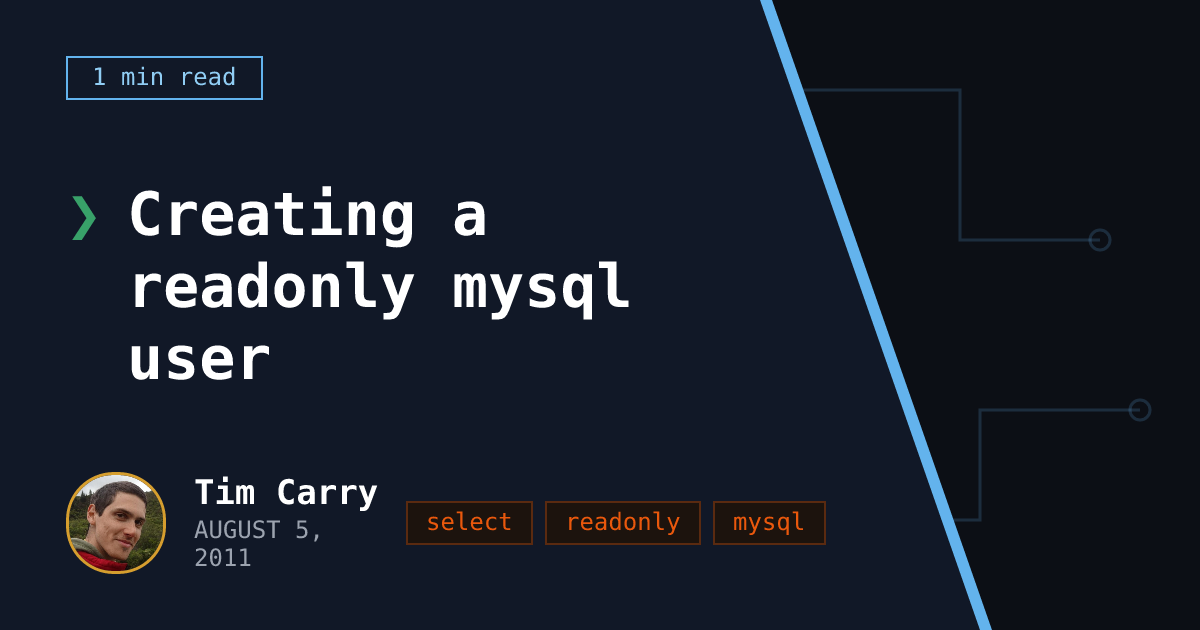 1 min read
❯ Creating a
readonly mysql
user
Tim Carry
AUGUST 5,
2011
select readonly mysql